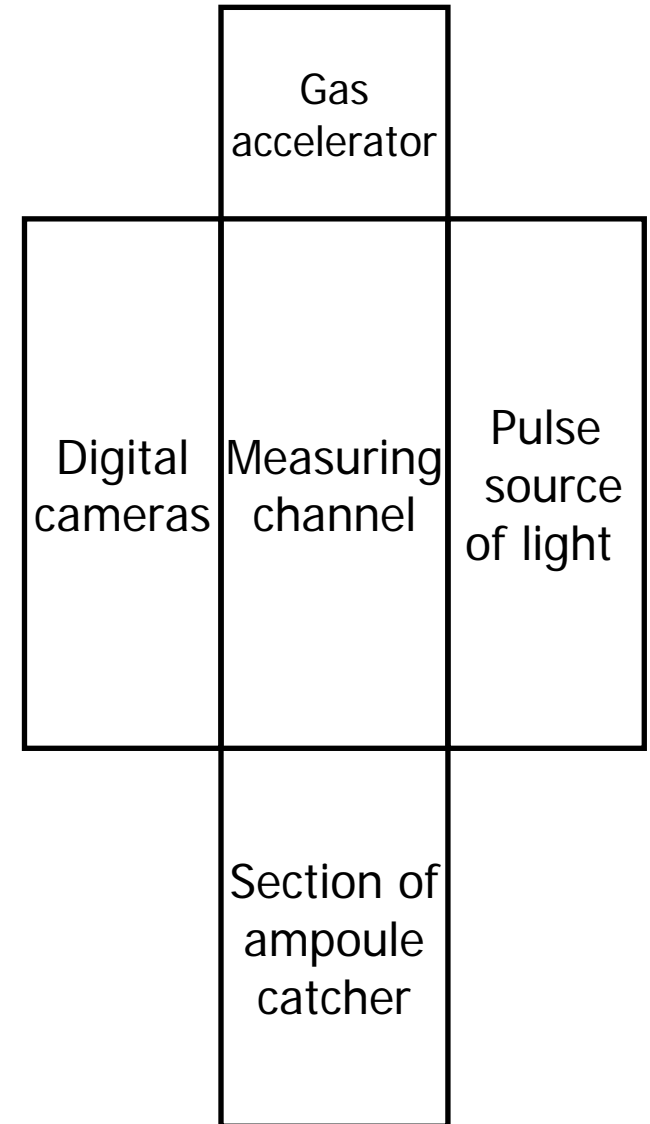 Gas
accelerator
Digital
cameras
Measuring
channel
Pulse
source
of light
Section of
ampoule
catcher